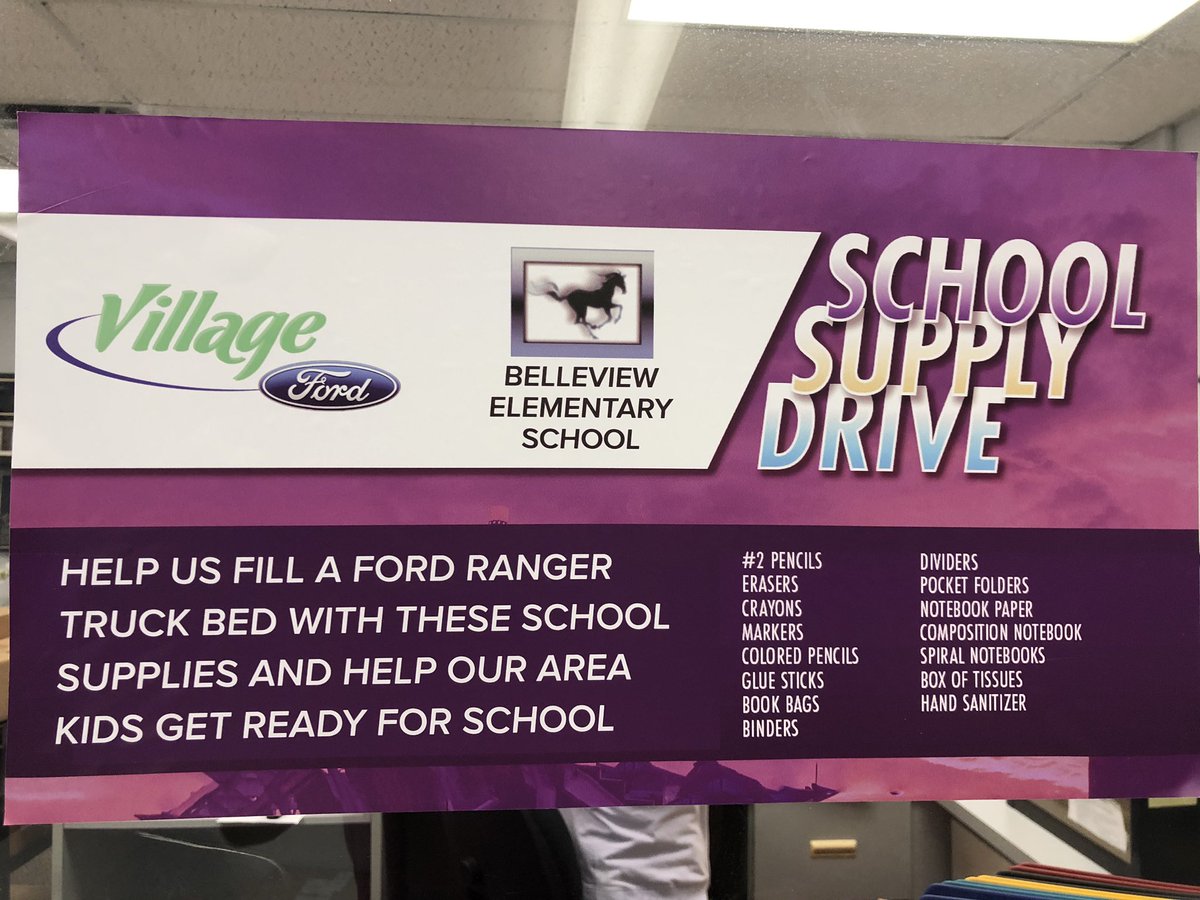 Village
Ford
BELLEVIEW
ELEMENTARY
SCHOOL
SCHOOL
SUPPLY
DRIVE
HELP US FILL A FORD RANGER
TRUCK BED WITH THESE SCHOOL
SUPPLIES AND HELP OUR AREA
KIDS GET READY FOR SCHOOL
#2 PENCILS
ERASERS
CRAYONS
MARKERS
COLORED PENCILS
GLUE STICKS
BOOK BAGS
BINDERS
DIVIDERS
POCKET FOLDERS
NOTEBOOK PAPER
COMPOSITION NOTEBOOK
SPIRAL NOTEBOOKS
BOX OF TISSUES
HAND SANITIZER